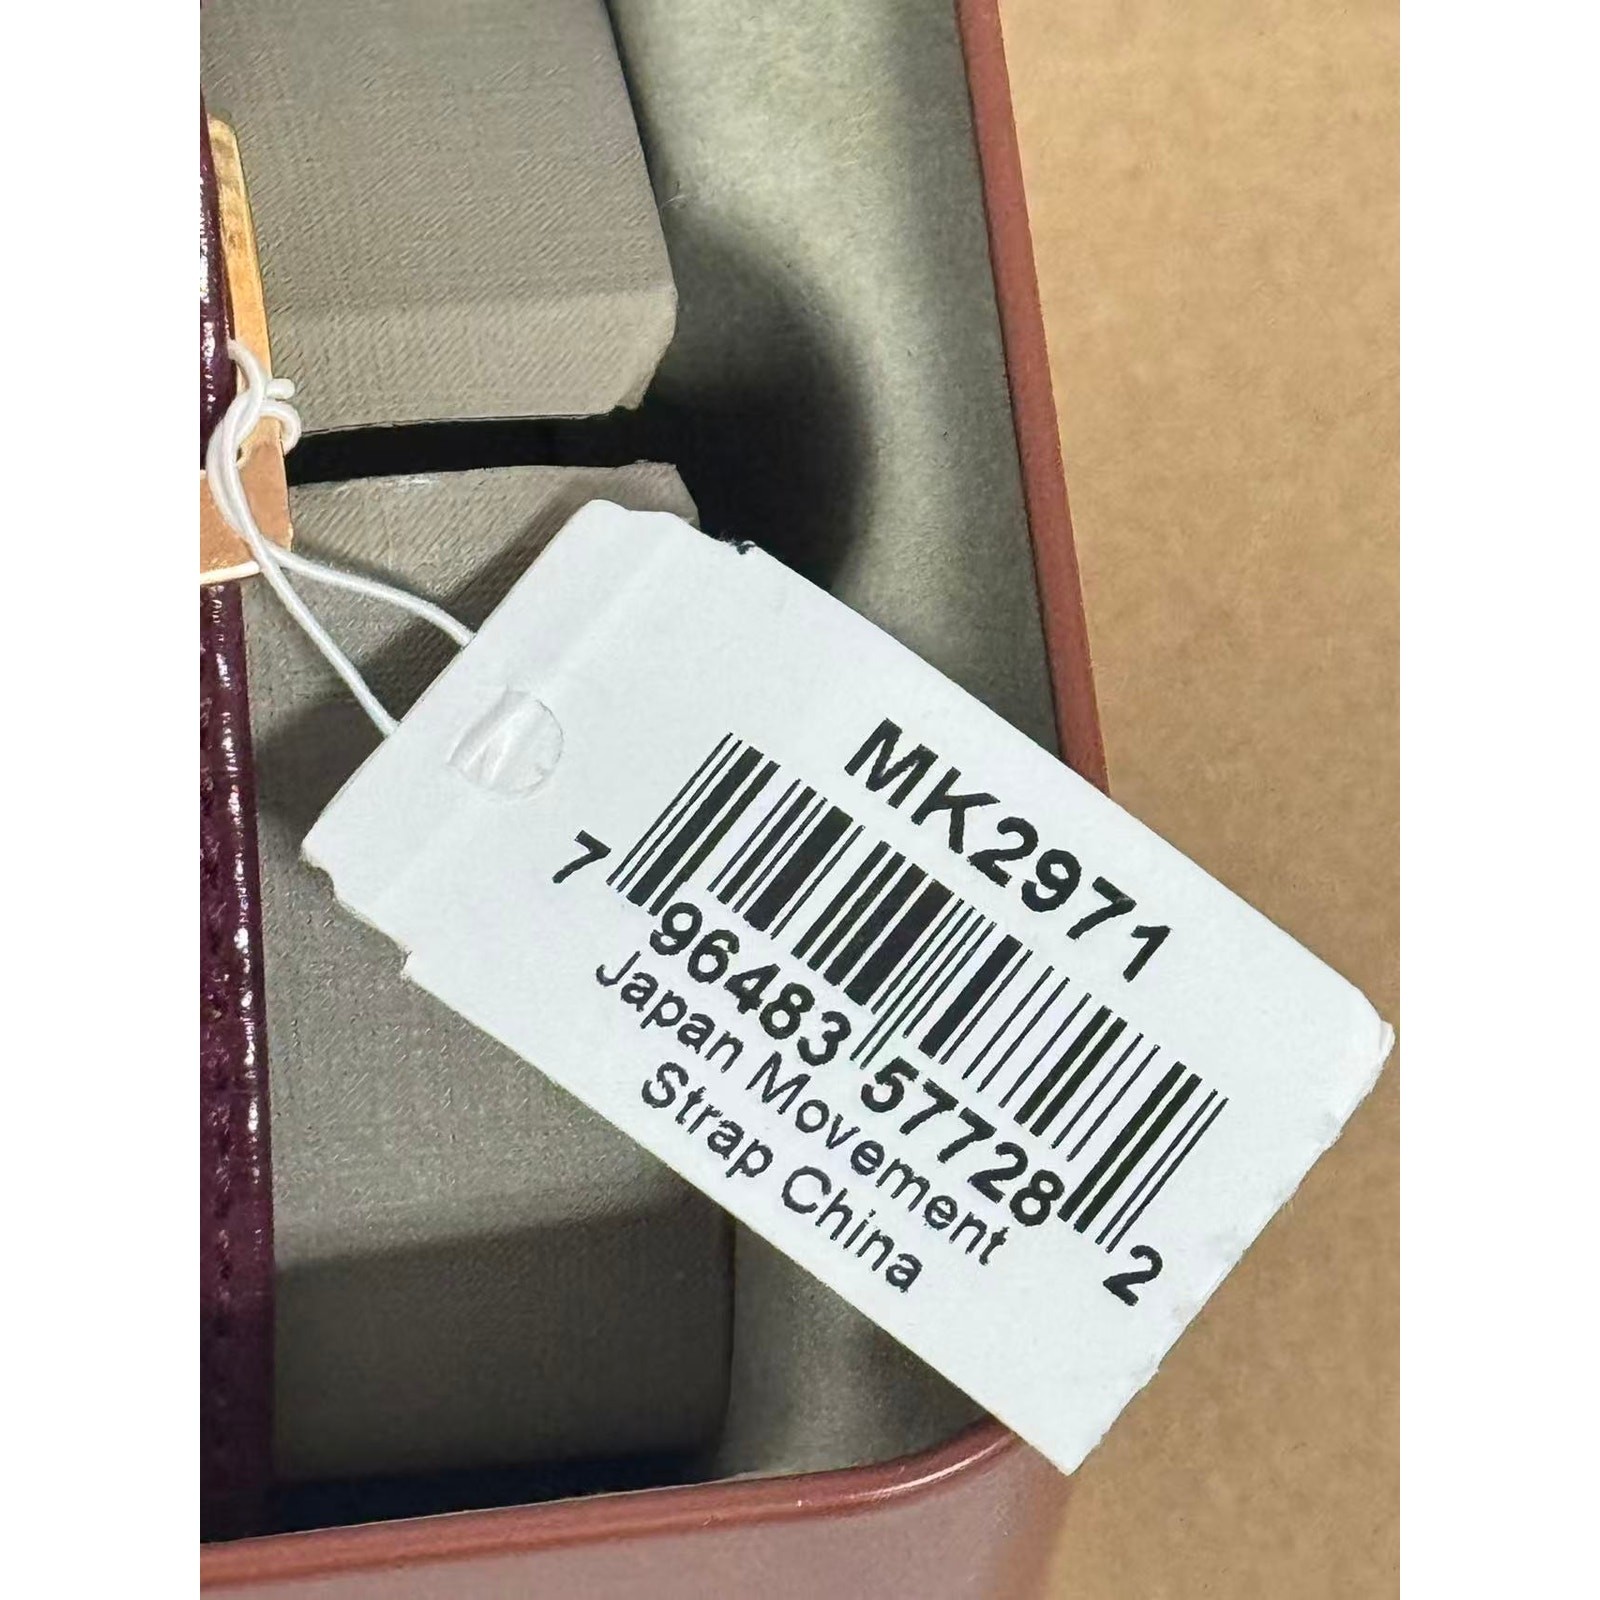 MK2971
7 96483 57728 2
Japan Movement
Strap China